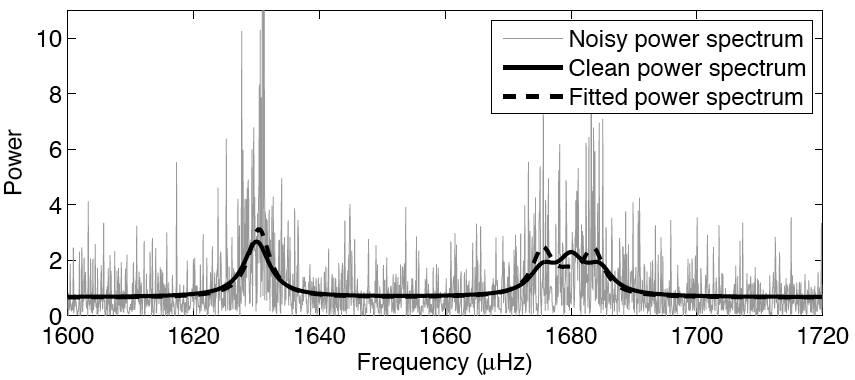 10
8
6
4
2
0
Power
Noisy power spectrum
Clean power spectrum
Fitted power spectrum
1600 1620 1640 1660 1680 1700 1720
Frequency (μHz)